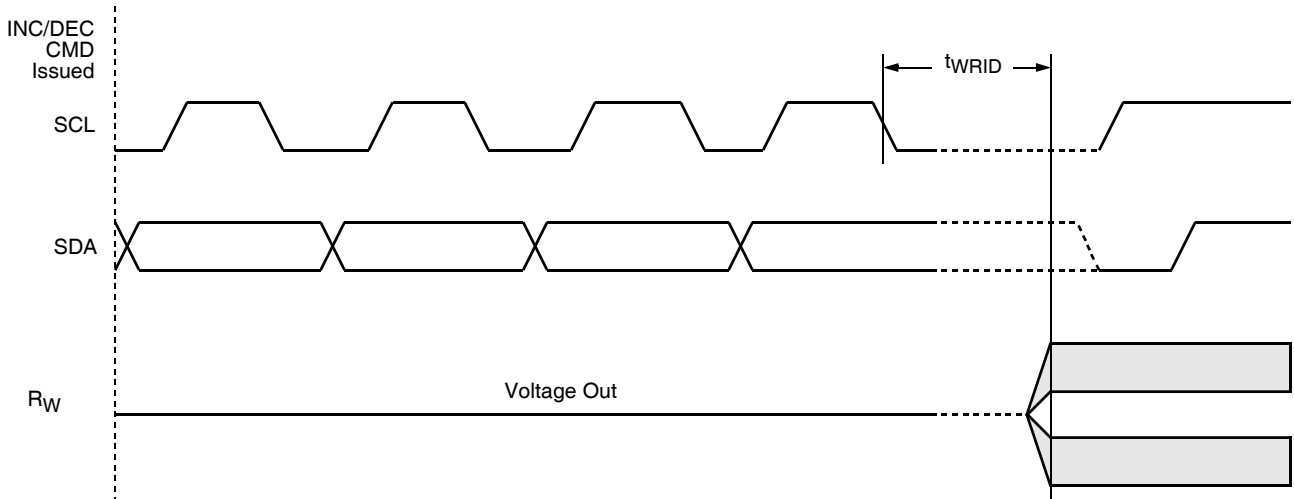 INC/DEC
CMD
Issued
tWRID
SCL
SDA
Voltage Out
RW